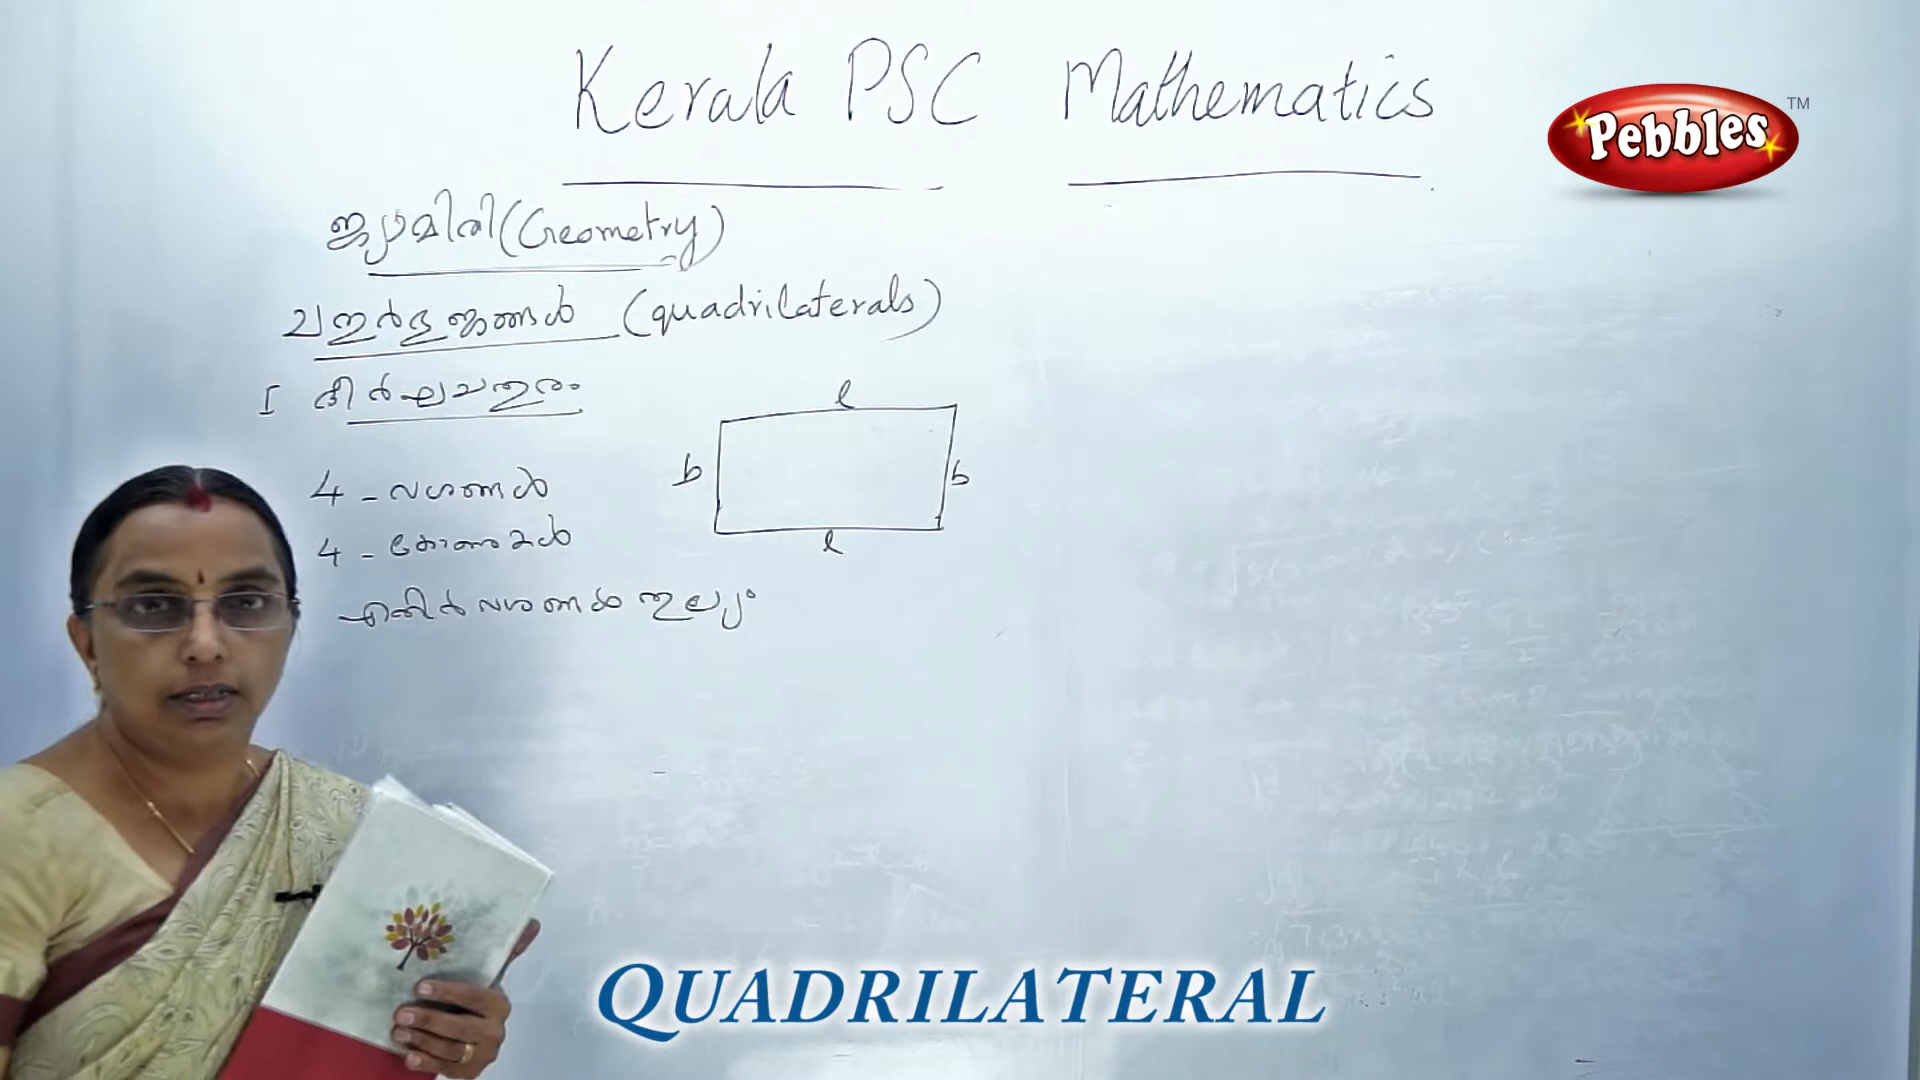 Kerala PSC Mathematics
Pebbles TM
ജ്യാമിതി (Geometry)
ചതുർഭുജങ്ങൾ (quadrilaterals)
I ദീർഘചതുരം
l
b b
l
4 - വശങ്ങൾ
4 - കോണുകൾ
എതിർവശങ്ങൾ തുല്യം
QUADRILATERAL